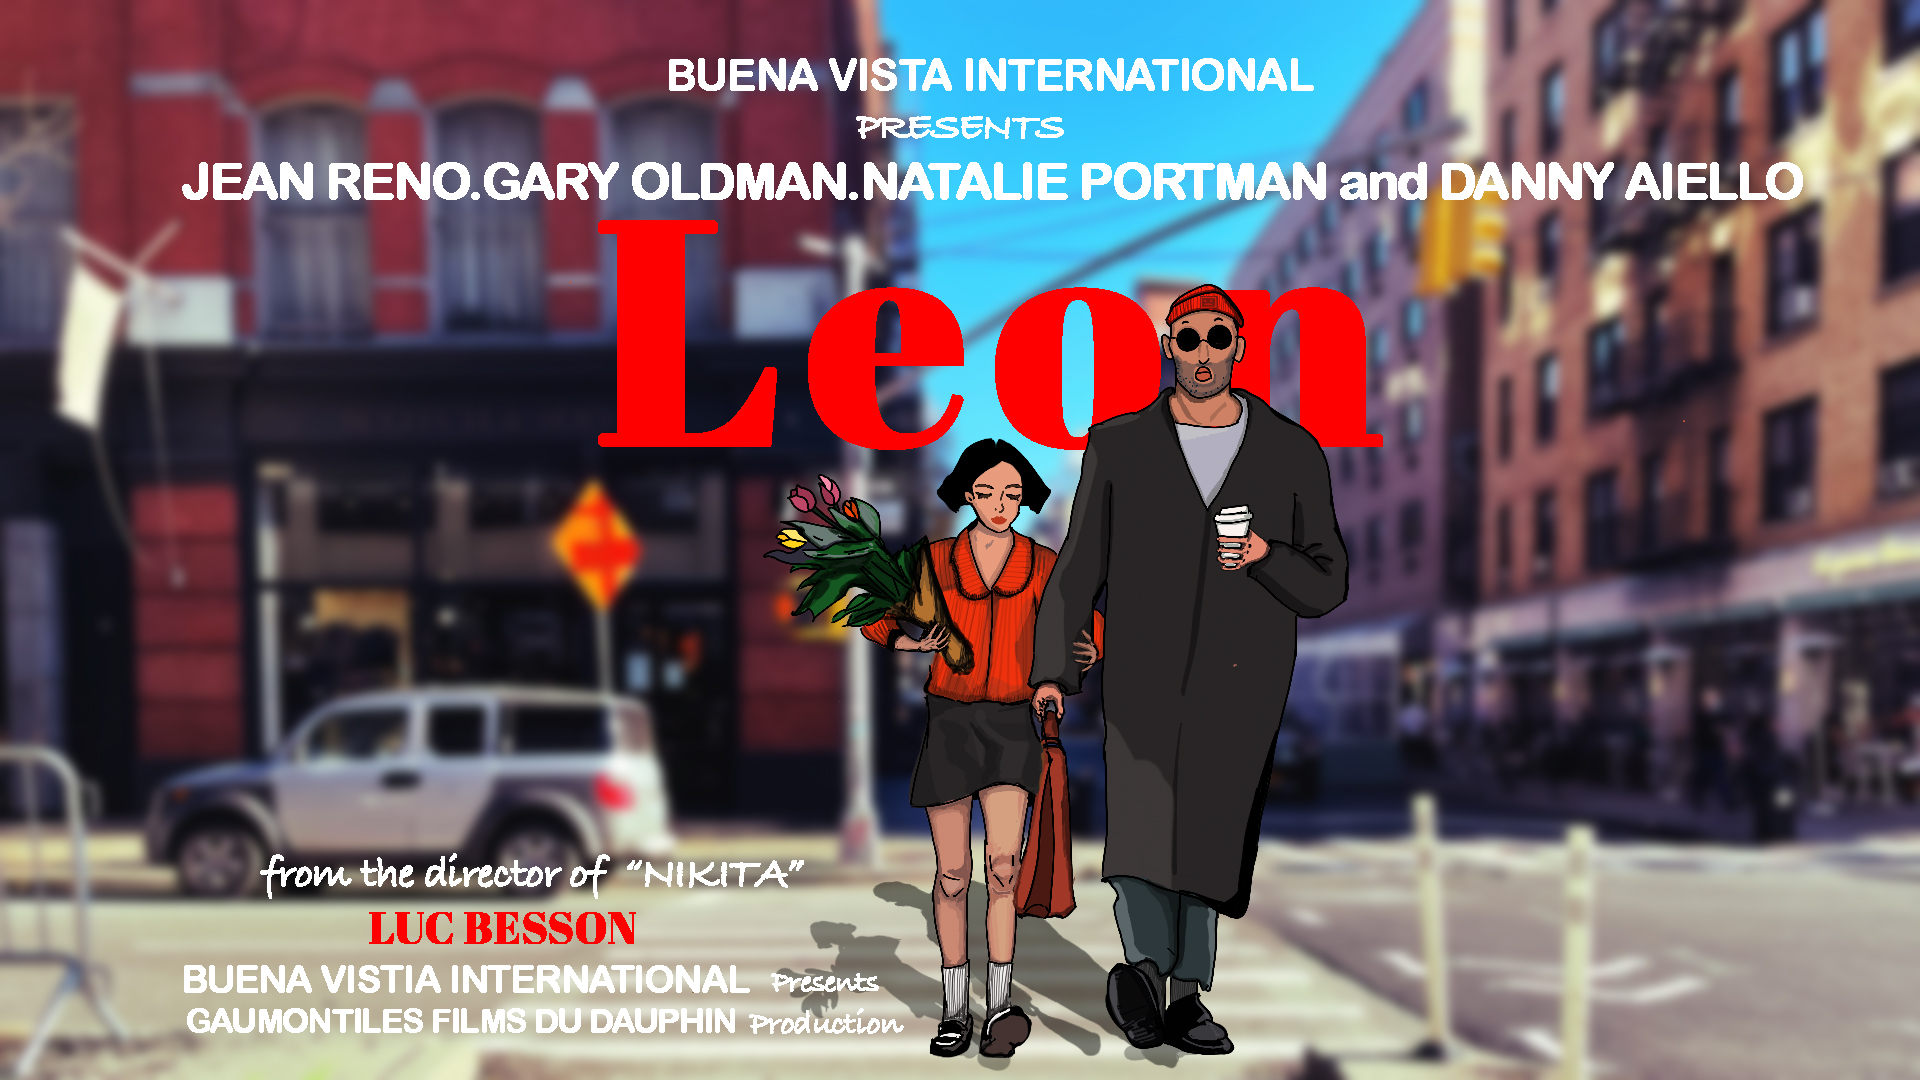 BUENA VISTA INTERNATIONAL
PRESENTS
JEAN RENO.GARY OLDMAN.NATALIE PORTMAN and DANNY AIELLO
Leon
from the director of “NIKITA”
LUC BESSON
BUENA VISTIA INTERNATIONAL Presents
GAUMONTILES FILMS DU DAUPHIN Production